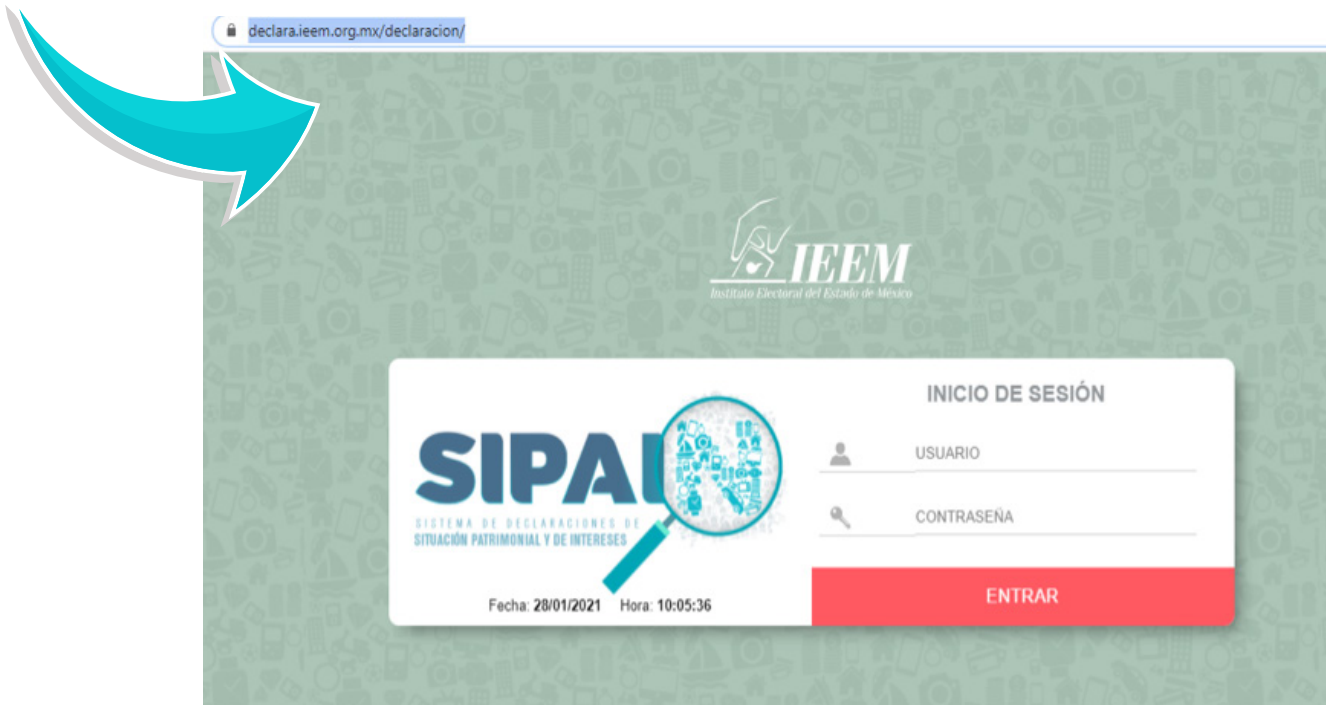 declara.ieem.org.mx/declaracion/
IEEM
Instituto Electoral del Estado de México
SIPAIN
SISTEMA DE DECLARACIONES DE
SITUACIÓN PATRIMONIAL Y DE INTERESES
Fecha: 28/01/2021 Hora: 10:05:36
INICIO DE SESIÓN
USUARIO
CONTRASEÑA
ENTRAR